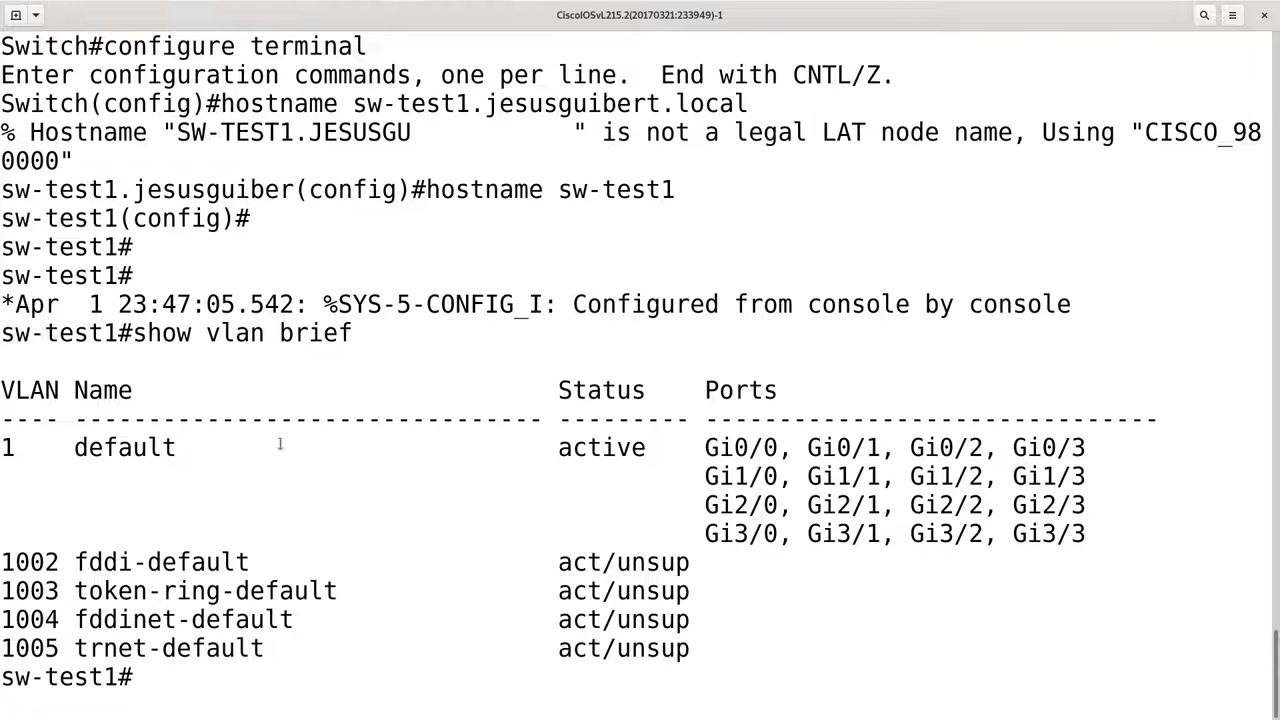 CiscoIOSvL215.2(20170321:233949)-1
Switch#configure terminal
Enter configuration commands, one per line.  End with CNTL/Z.
Switch(config)#hostname sw-test1.jesusguibert.local
% Hostname "SW-TEST1.JESUSGU           " is not a legal LAT node name, Using "CISCO_98
0000"
sw-test1.jesusguiber(config)#hostname sw-test1
sw-test1(config)#
sw-test1#
sw-test1#
*Apr  1 23:47:05.542: %SYS-5-CONFIG_I: Configured from console by console
sw-test1#show vlan brief

VLAN Name                             Status    Ports
---- -------------------------------- --------- -------------------------------
1    default                          active    Gi0/0, Gi0/1, Gi0/2, Gi0/3
                                                Gi1/0, Gi1/1, Gi1/2, Gi1/3
                                                Gi2/0, Gi2/1, Gi2/2, Gi2/3
                                                Gi3/0, Gi3/1, Gi3/2, Gi3/3
1002 fddi-default                     act/unsup
1003 token-ring-default               act/unsup
1004 fddinet-default                  act/unsup
1005 trnet-default                    act/unsup
sw-test1#